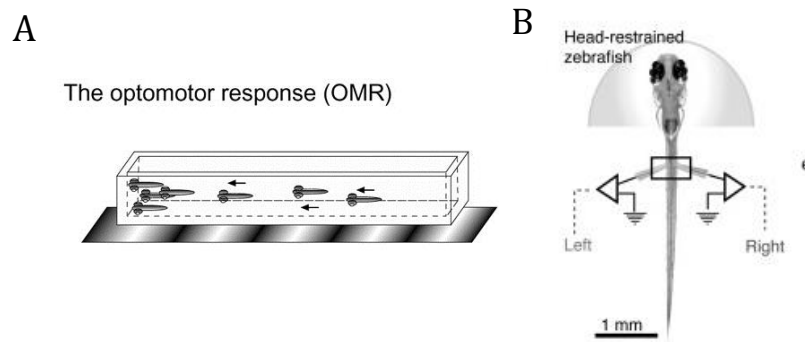 A
The optomotor response (OMR)
B
Head-restrained
zebrafish
e
Left
Right
1 mm